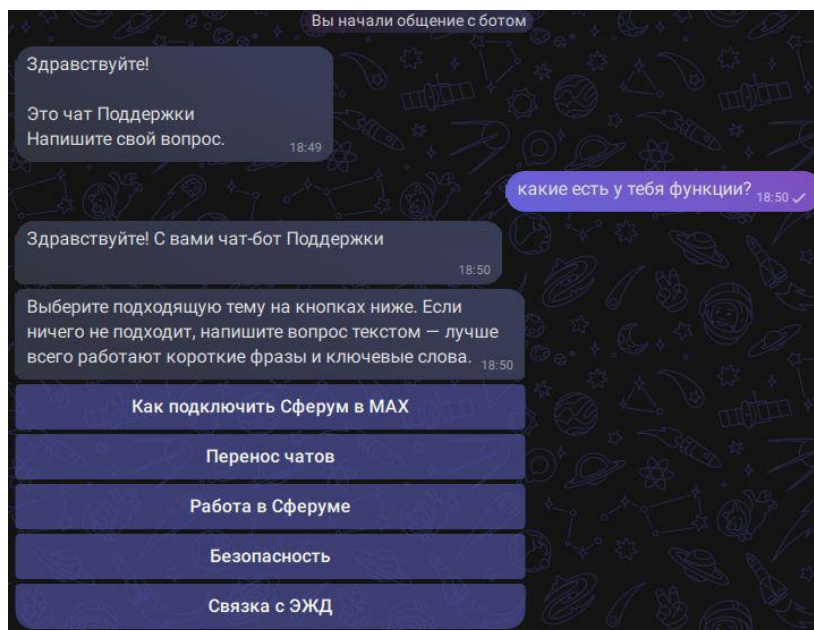 Вы начали общение с ботом
Здравствуйте!
Это чат Поддержки
Напишите свой вопрос.
18:49
какие есть у тебя функции?
18:50
Здравствуйте! С вами чат-бот Поддержки
18:50
Выберите подходящую тему на кнопках ниже. Если
ничего не подходит, напишите вопрос текстом — лучше
всего работают короткие фразы и ключевые слова.
18:50
Как подключить Сферум в MAX
Перенос чатов
Работа в Сферуме
Безопасность
Связка с ЭЖД